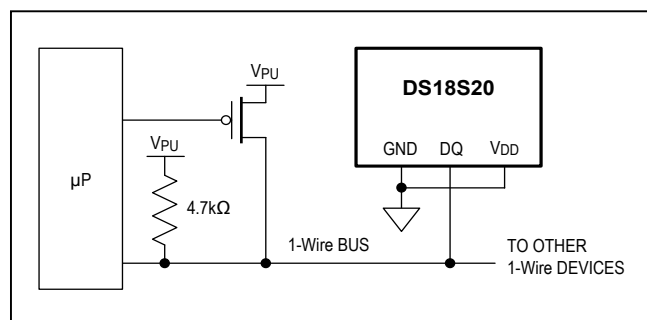 VPU
DS18S20
µP
GND DQ VDD
VPU
4.7kΩ
1-Wire BUS
TO OTHER
1-Wire DEVICES